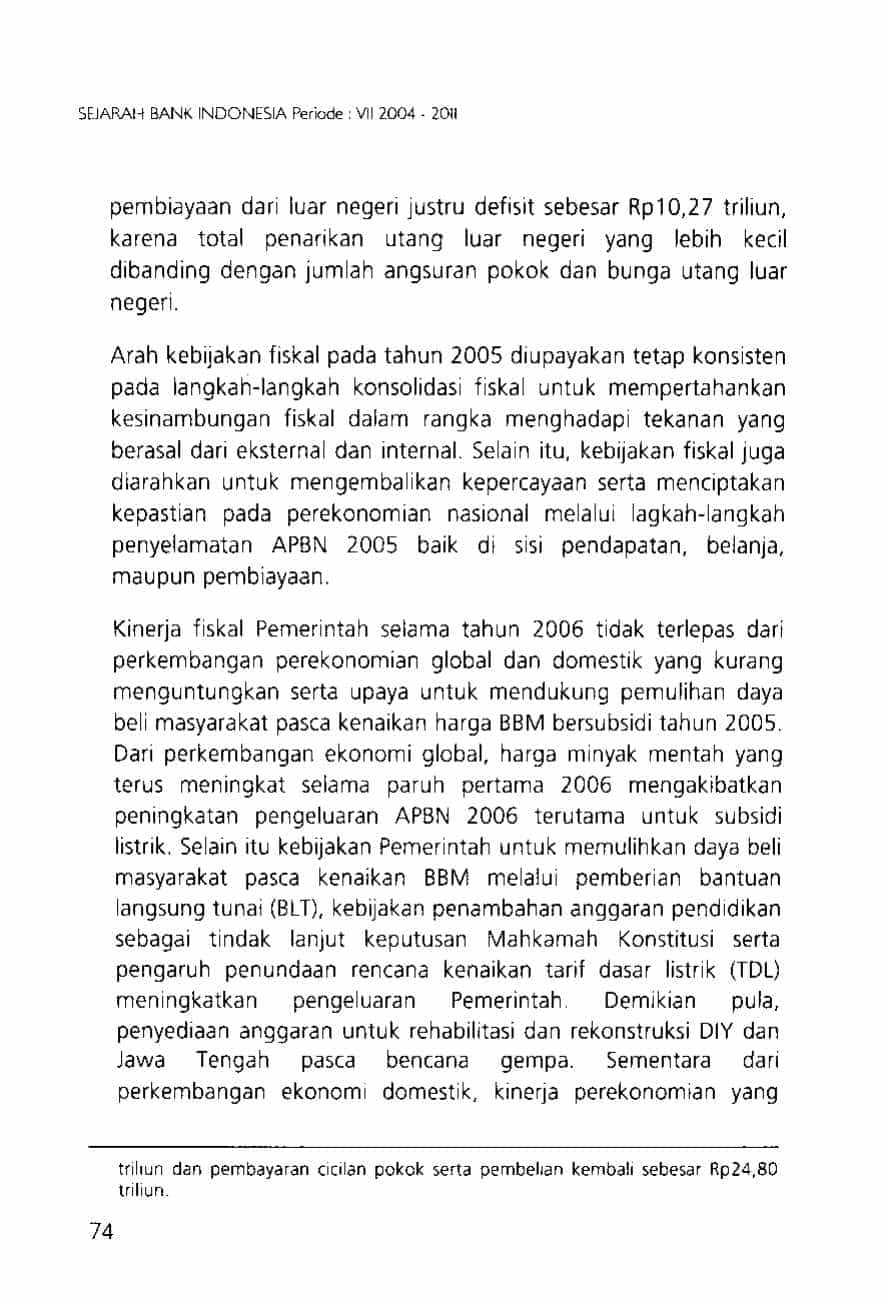 SEJARAH BANK INDONESIA Periode : VII 2004 - 2011
pembiayaan dari luar negeri justru defisit sebesar Rp10,27 triliun,
karena total penarikan utang luar negeri yang lebih kecil
dibanding dengan jumlah angsuran pokok dan bunga utang luar
negeri.
Arah kebijakan fiskal pada tahun 2005 diupayakan tetap konsisten
pada langkah-langkah konsolidasi fiskal untuk mempertahankan
kesinambungan fiskal dalam rangka menghadapi tekanan yang
berasal dari eksternal dan internal. Selain itu, kebijakan fiskal juga
diarahkan untuk mengembalikan kepercayaan serta menciptakan
kepastian pada perekonomian nasional melalui lagkah-langkah
penyelamatan APBN 2005 baik di sisi pendapatan, belanja,
maupun pembiayaan.
Kinerja fiskal Pemerintah selama tahun 2006 tidak terlepas dari
perkembangan perekonomian global dan domestik yang kurang
menguntungkan serta upaya untuk mendukung pemulihan daya
beli masyarakat pasca kenaikan harga BBM bersubsidi tahun 2005.
Dari perkembangan ekonomi global, harga minyak mentah yang
terus meningkat selama paruh pertama 2006 mengakibatkan
peningkatan pengeluaran APBN 2006 terutama untuk subsidi
listrik. Selain itu kebijakan Pemerintah untuk memulihkan daya beli
masyarakat pasca kenaikan BBM melalui pemberian bantuan
langsung tunai (BLT), kebijakan penambahan anggaran pendidikan
sebagai tindak lanjut keputusan Mahkamah Konstitusi serta
pengaruh penundaan rencana kenaikan tarif dasar listrik (TDL)
meningkatkan pengeluaran Pemerintah. Demikian pula,
penyediaan anggaran untuk rehabilitasi dan rekonstruksi DIY dan
Jawa Tengah pasca bencana gempa. Sementara dari
perkembangan ekonomi domestik, kinerja perekonomian yang
triliun dan pembayaran cicilan pokok serta pembelian kembali sebesar Rp24,80
triliun.
74